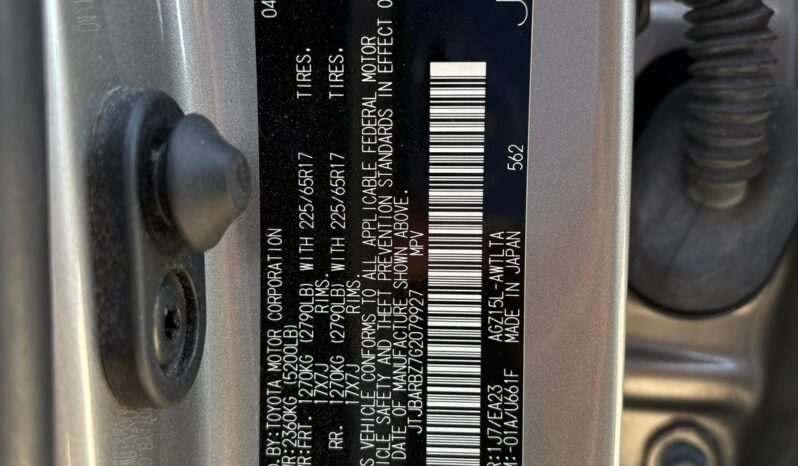 04
D.BY:TOYOTA MOTOR CORPORATION
R:2360KG (5200LB)
R:FRT. 1270KG (2790LB) WITH 225/65R17 TIRES,
7X7J RIMS,
RR. 1270KG (2790LB) WITH 225/65R17 TIRES,
7X7J RIMS.
S VEHICLE CONFORMS TO ALL APPLICABLE FEDERAL MOTOR
ICLE SAFETY AND THEFT PREVENTION STANDARDS IN EFFECT O
DATE OF MANUFACTURE SHOWN ABOVE.
JTJBARBZ7G2079927 MPV
R:1J7/EA23 AGZ15L-AWTLTA 562
M:-01A/U661F MADE IN JAPAN
J